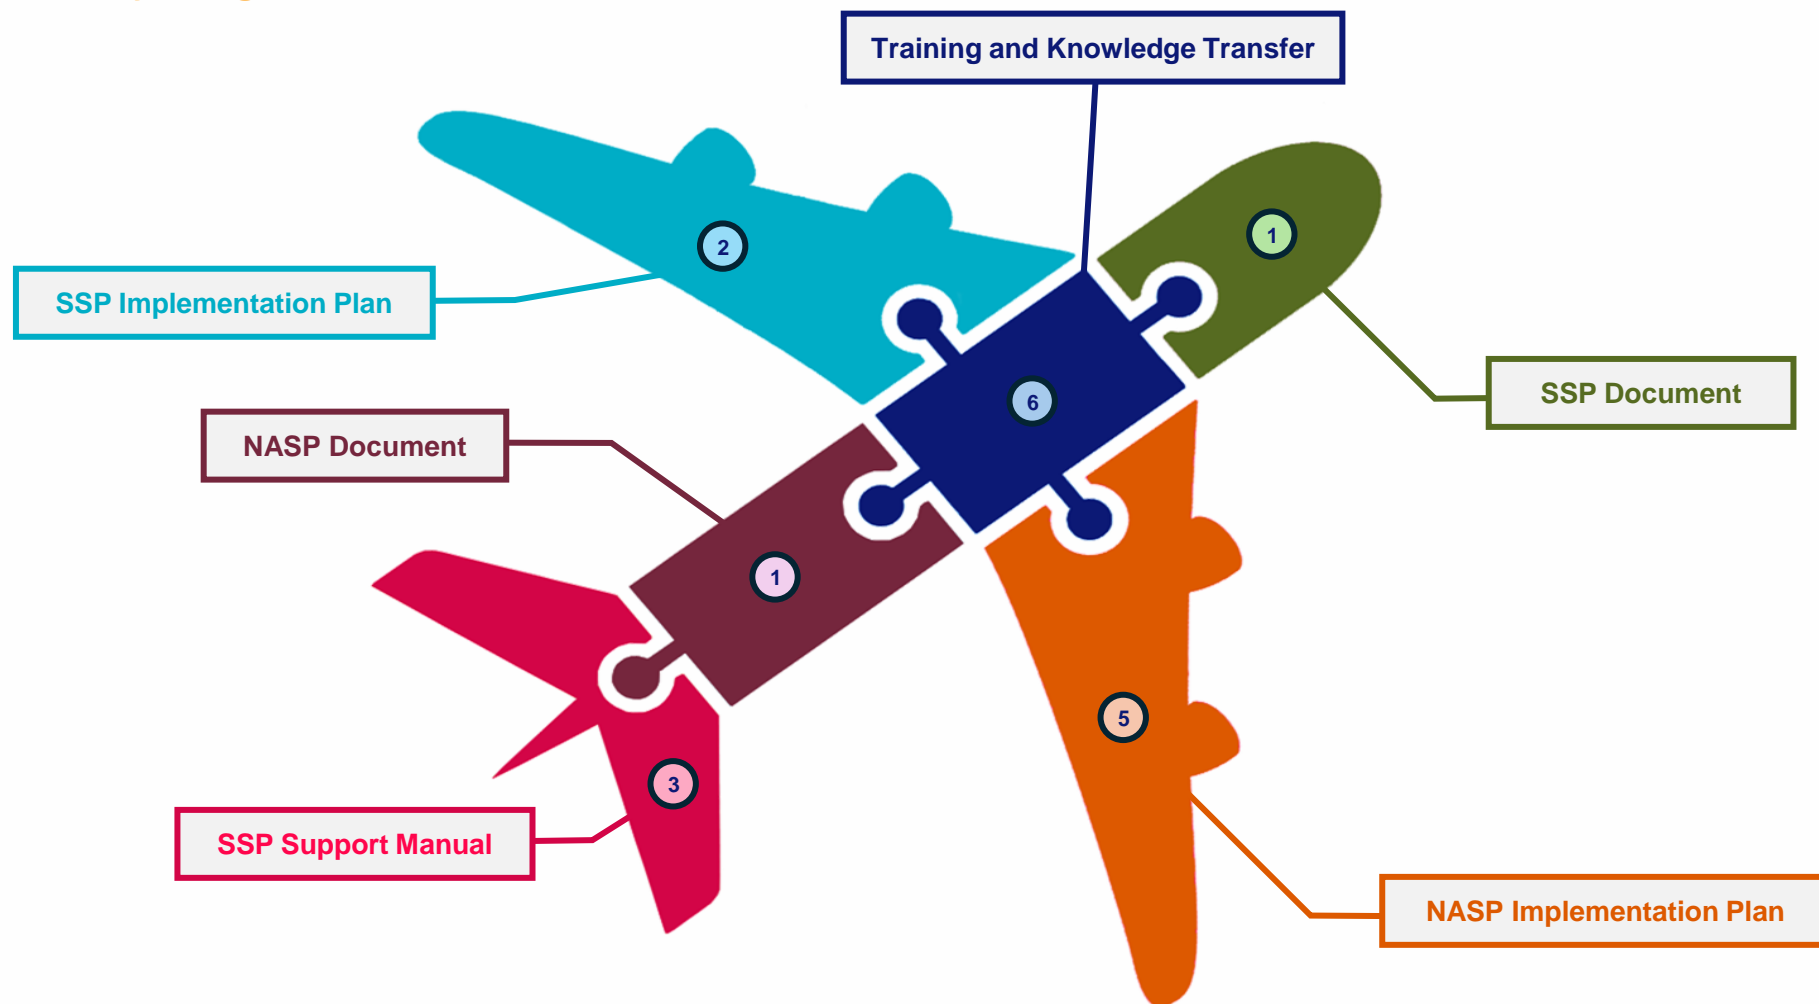 Training and Knowledge Transfer
1
2
SSP Implementation Plan
SSP Document
6
NASP Document
1
5
3
SSP Support Manual
NASP Implementation Plan